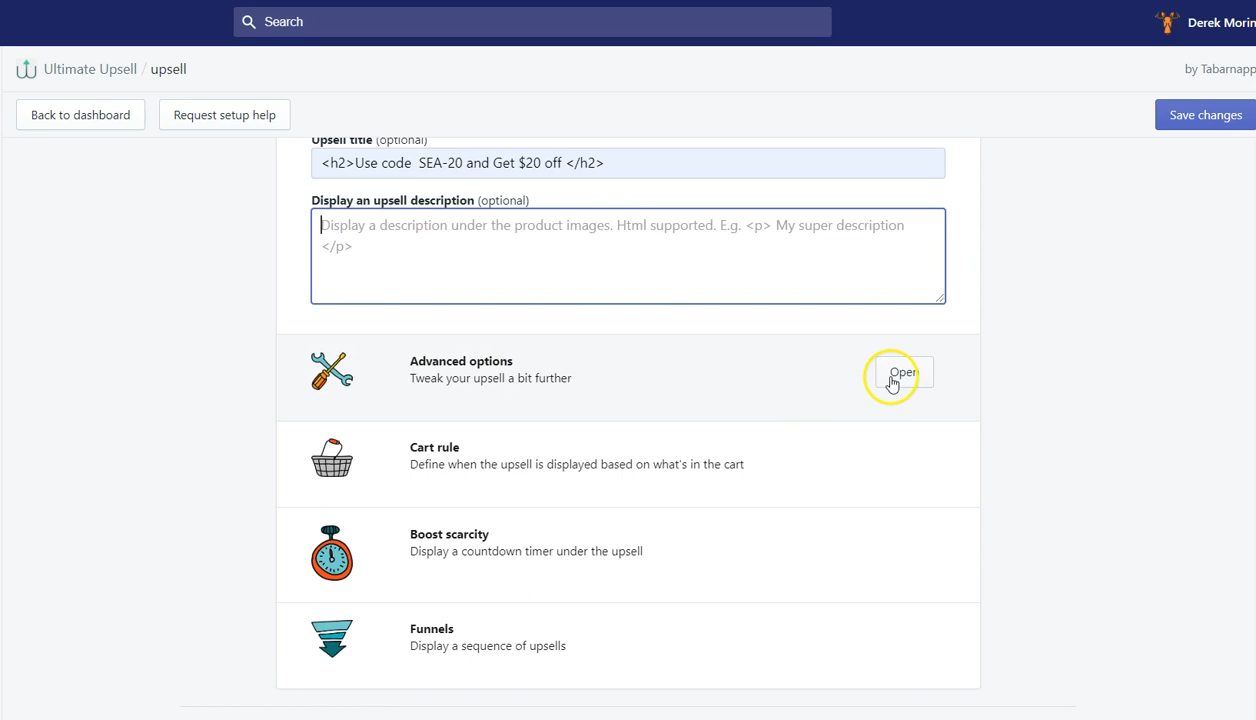 Search
Derek Morin
Ultimate Upsell / upsell
by Tabarnapp
Back to dashboard
Request setup help
Save changes
Upsell title (optional)
<h2>Use code  SEA-20 and Get $20 off </h2>
Display an upsell description (optional)
Display a description under the product images. Html supported. E.g. <p> My super description
</p>
Advanced options
Tweak your upsell a bit further
Open
Cart rule
Define when the upsell is displayed based on what's in the cart
Boost scarcity
Display a countdown timer under the upsell
Funnels
Display a sequence of upsells